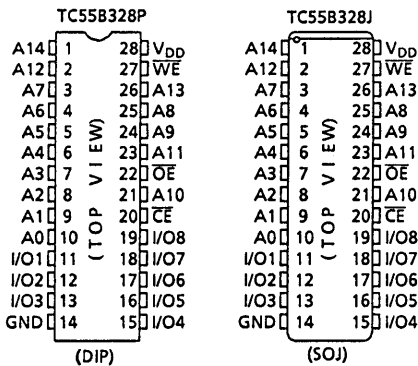 TC55B328P
A14 1 28 VDD
A12 2 27 W̅E̅
A7 3 26 A13
A6 4 25 A8
A5 5 24 A9
A4 6 23 A11
A3 7 22 O̅E̅
A2 8 21 A10
A1 9 20 C̅E̅
A0 10 19 I/O8
I/O1 11 18 I/O7
I/O2 12 17 I/O6
I/O3 13 16 I/O5
GND 14 15 I/O4
(TOP VIEW)
(DIP)
TC55B328J
A14 1 28 VDD
A12 2 27 W̅E̅
A7 3 26 A13
A6 4 25 A8
A5 5 24 A9
A4 6 23 A11
A3 7 22 O̅E̅
A2 8 21 A10
A1 9 20 C̅E̅
A0 10 19 I/O8
I/O1 11 18 I/O7
I/O2 12 17 I/O6
I/O3 13 16 I/O5
GND 14 15 I/O4
(TOP VIEW)
(SOJ)